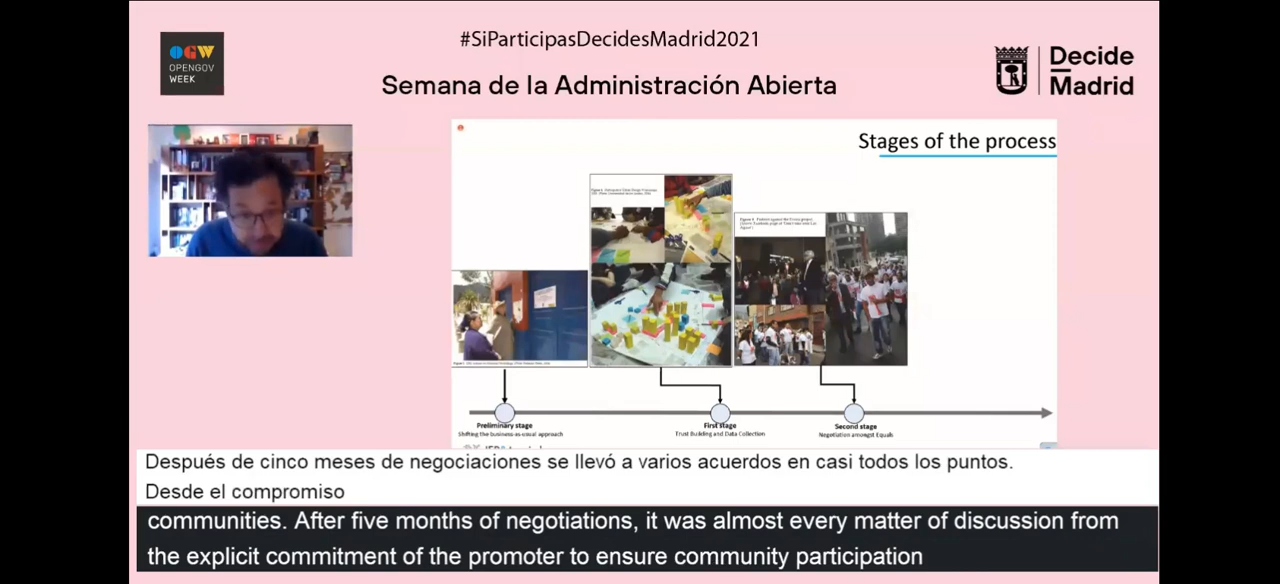 #SiParticipasDecidesMadrid2021
OGW
OPENGOV
WEEK
Semana de la Administración Abierta
Decide
Madrid
Stages of the process
Preliminary stage
Shifting the business-as-usual approach
First stage
Trust Building and Data Collection
Second stage
Negotiation amongst Equals
Después de cinco meses de negociaciones se llevó a varios acuerdos en casi todos los puntos.
Desde el compromiso
communities. After five months of negotiations, it was almost every matter of discussion from
the explicit commitment of the promoter to ensure community participation